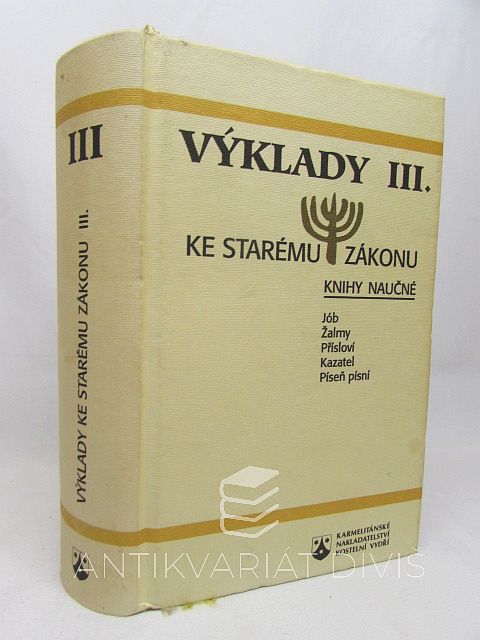 III
VÝKLADY KE STARÉMU ZÁKONU III.
VÝKLADY III.
KE STARÉMU ZÁKONU
KNIHY NAUČNÉ
Jób
Žalmy
Přísloví
Kazatel
Píseň písní
KARMELITÁNSKÉ
NAKLADATELSTVÍ
KOSTELNÍ VYDŘÍ
ANTIKVARIÁT DIVIŠ